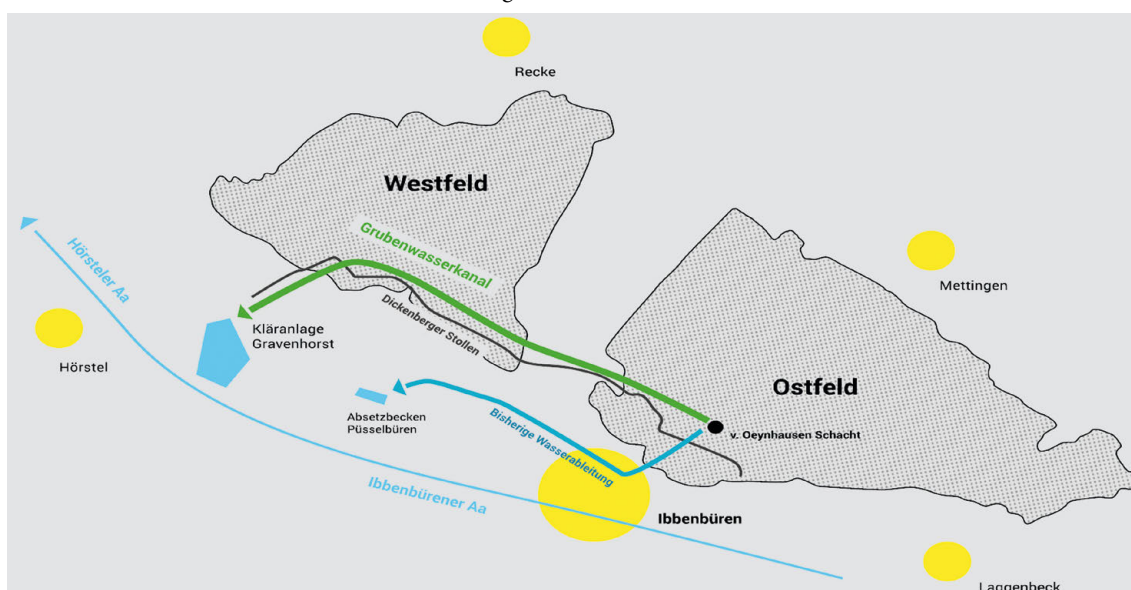 Recke
Westfeld
Grubenwasserkanal
Hörsteler Aa
Mettingen
Kläranlage
Gravenhorst
Dickenberger Stollen
Hörstel
Ostfeld
Absetzbecken
Püsselbüren
Bisherige Wasserableitung
v. Oeynhausen Schacht
Ibbenbürener Aa
Ibbenbüren
Laggenbeck